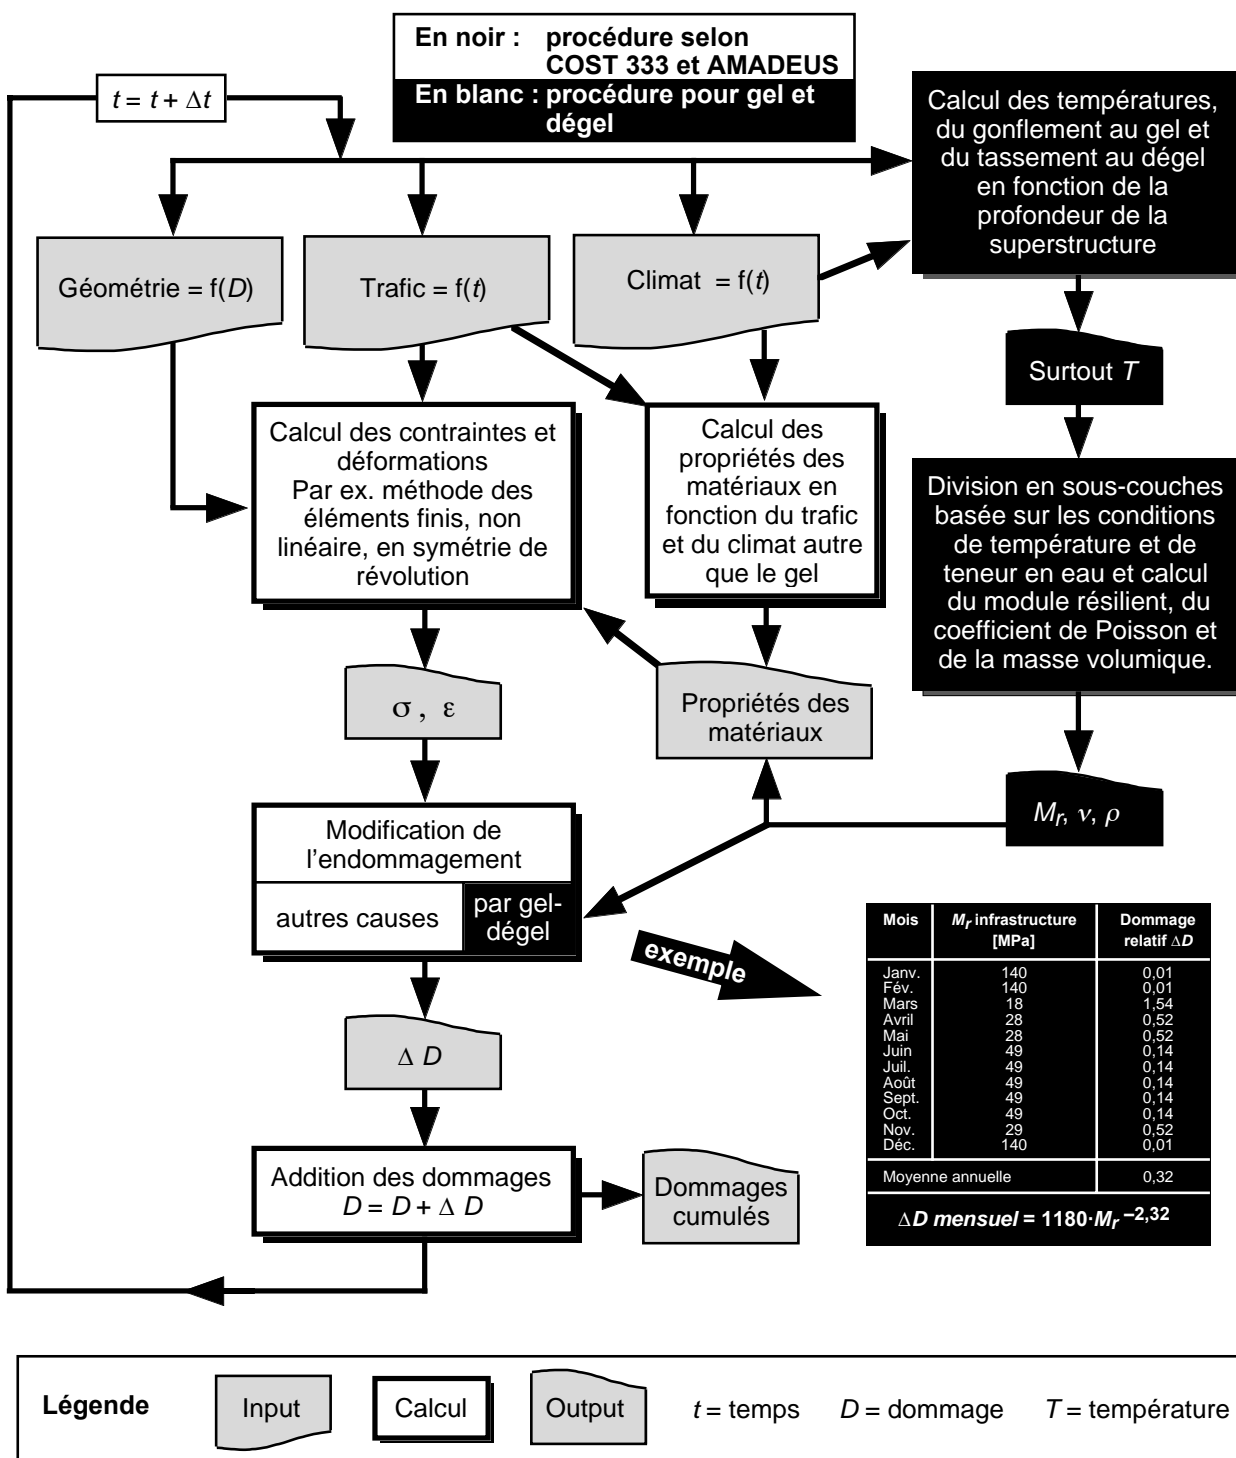 En noir : procédure selon
COST 333 et AMADEUS
En blanc : procédure pour gel et
dégel
t = t + Δt
Calcul des températures,
du gonflement au gel et
du tassement au dégel
en fonction de la
profondeur de la
superstructure
Géométrie = f(D)
Trafic = f(t)
Climat = f(t)
Surtout T
Calcul des contraintes et
déformations
Par ex. méthode des
éléments finis, non
linéaire, en symétrie de
révolution
Calcul des
propriétés des
matériaux en
fonction du trafic
et du climat autre
que le gel
Division en sous-couches
basée sur les conditions
de température et de
teneur en eau et calcul
du module résilient, du
coefficient de Poisson et
de la masse volumique.
σ , ε
Propriétés des
matériaux
Mr, ν, ρ
Modification de
l'endommagement
autres causes
par gel-
dégel
exemple
Δ D
Addition des dommages
D = D + Δ D
Dommages
cumulés
Mois Mr infrastructure Dommage
[MPa] relatif ΔD
Janv. 140 0,01
Fév. 140 0,01
Mars 18 1,54
Avril 28 0,52
Mai 28 0,52
Juin 49 0,14
Juil. 49 0,14
Août 49 0,14
Sept. 49 0,14
Oct. 49 0,14
Nov. 29 0,52
Déc. 140 0,01
Moyenne annuelle 0,32
ΔD mensuel = 1180·Mr –2,32
Légende Input Calcul Output t = temps D = dommage T = température